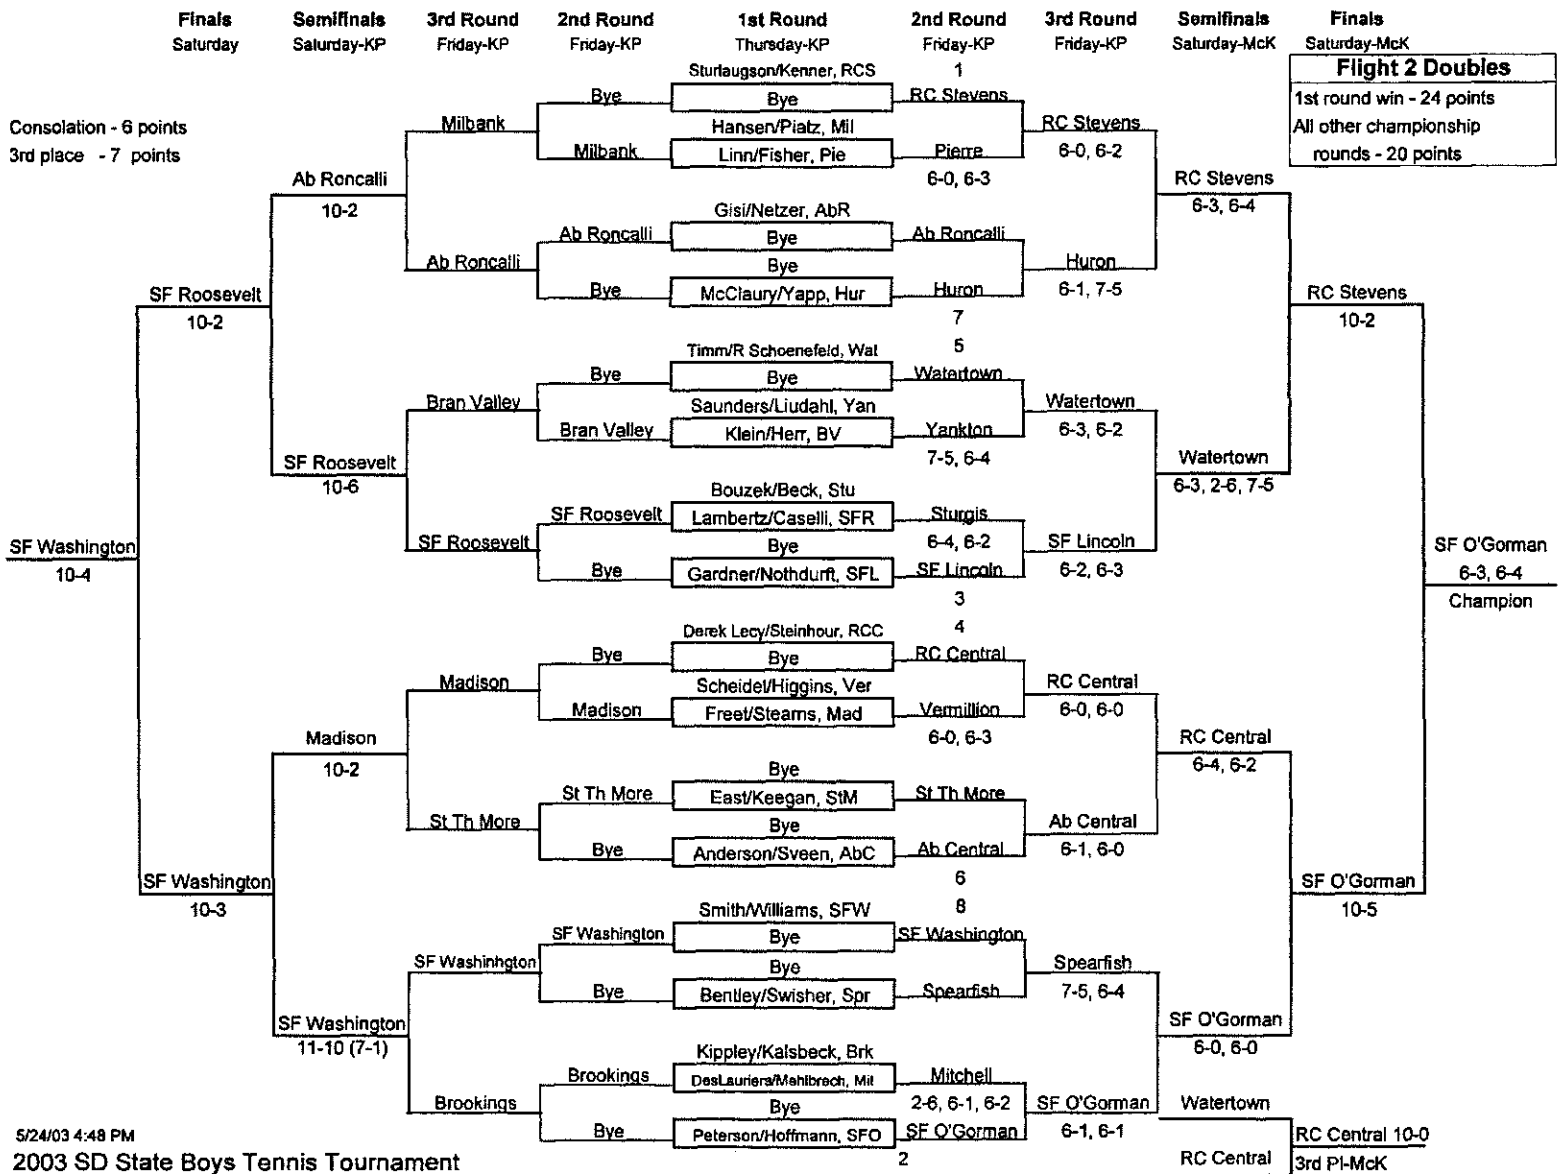 Finals Semifinals 3rd Round 2nd Round 1st Round 2nd Round 3rd Round Semifinals Finals
Saturday Saturday-KP Friday-KP Friday-KP Thursday-KP Friday-KP Friday-KP Saturday-McK Saturday-McK
Flight 2 Doubles
1st round win - 24 points
All other championship
rounds - 20 points
Consolation - 6 points
3rd place - 7 points
Sturlaugson/Kenner, RCS 1
Bye Bye RC Stevens
Milbank Hansen/Piatz, Mil RC Stevens
Milbank Linn/Fisher, Pie Pierre 6-0, 6-2
6-0, 6-3
Ab Roncalli RC Stevens
10-2 6-3, 6-4
Gisi/Netzer, AbR
Ab Roncalli Bye Ab Roncalli
Ab Roncalli Bye Huron
Bye McClaury/Yapp, Hur Huron 6-1, 7-5
SF Roosevelt RC Stevens
10-2 10-2
7
5
Timm/R Schoenefeld, Wat
Bye Bye Watertown
Bran Valley Saunders/Liudahl, Yan Watertown
Bran Valley Klein/Herr, BV Yankton 6-3, 6-2
7-5, 6-4
SF Roosevelt Watertown
10-6 6-3, 2-6, 7-5
Bouzek/Beck, Stu
SF Roosevelt Lambertz/Caselli, SFR Sturgis
6-4, 6-2
SF Roosevelt Bye SF Lincoln
Bye Gardner/Nothdurft, SFL SF Lincoln 6-2, 6-3
SF Washington SF O'Gorman
10-4 6-3, 6-4
Champion
3
4
Derek Lecy/Steinhour, RCC
Bye Bye RC Central
Madison Scheidel/Higgins, Ver RC Central
Madison Freet/Stearns, Mad Vermillion 6-0, 6-0
6-0, 6-3
Madison RC Central
10-2 6-4, 6-2
Bye
St Th More East/Keegan, StM St Th More
St Th More Bye Ab Central
Bye Anderson/Sveen, AbC Ab Central 6-1, 6-0
SF Washington 6 SF O'Gorman
10-3 8 10-5
Smith/Williams, SFW
SF Washington Bye SF Washington
SF Washinhgton Bye Spearfish
Bye Bentley/Swisher, Spr Spearfish 7-5, 6-4
SF Washington SF O'Gorman
11-10 (7-1) 6-0, 6-0
Kippley/Kalsbeck, Brk
Brookings DesLauriers/Mehlbrech, Mit Mitchell
2-6, 6-1, 6-2
Brookings Bye SF O'Gorman Watertown
Bye Peterson/Hoffmann, SFO SF O'Gorman 6-1, 6-1 RC Central 10-0
5/24/03 4:48 PM
2003 SD State Boys Tennis Tournament 2 RC Central 3rd Pl-McK